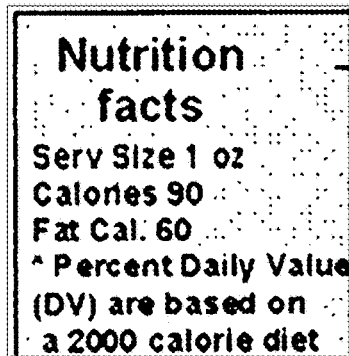 Nutrition
facts
Serv Size 1 oz
Calories 90
Fat Cal. 60
* Percent Daily Value
(DV) are based on
a 2000 calorie diet